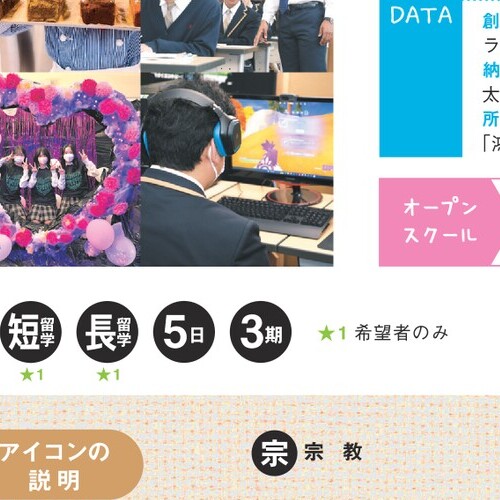 DATA
創
ラ
納
太
所
オープン
スクール
短留学
長留学
5日
3期
★1 希望者のみ
★1
★1
アイコンの
説明
宗 宗 教